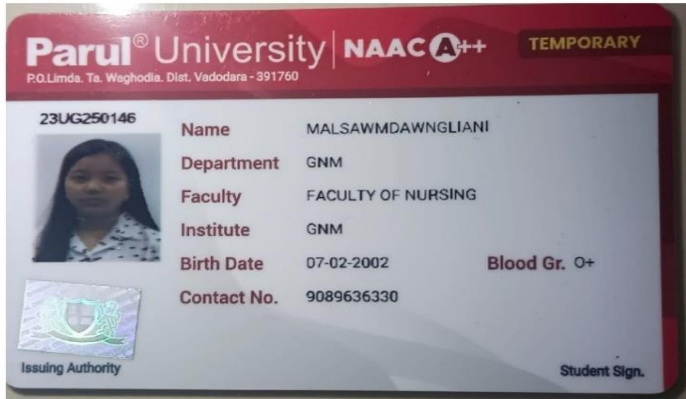 Parul® University | NAAC A++ TEMPORARY
P.O.Limda. Ta. Waghodia. Dist. Vadodara - 391760
23UG250146
Name MALSAWMDAWNGLIANI
Department GNM
Faculty FACULTY OF NURSING
Institute GNM
Birth Date 07-02-2002 Blood Gr. O+
Contact No. 9089636330
Issuing Authority Student Sign.